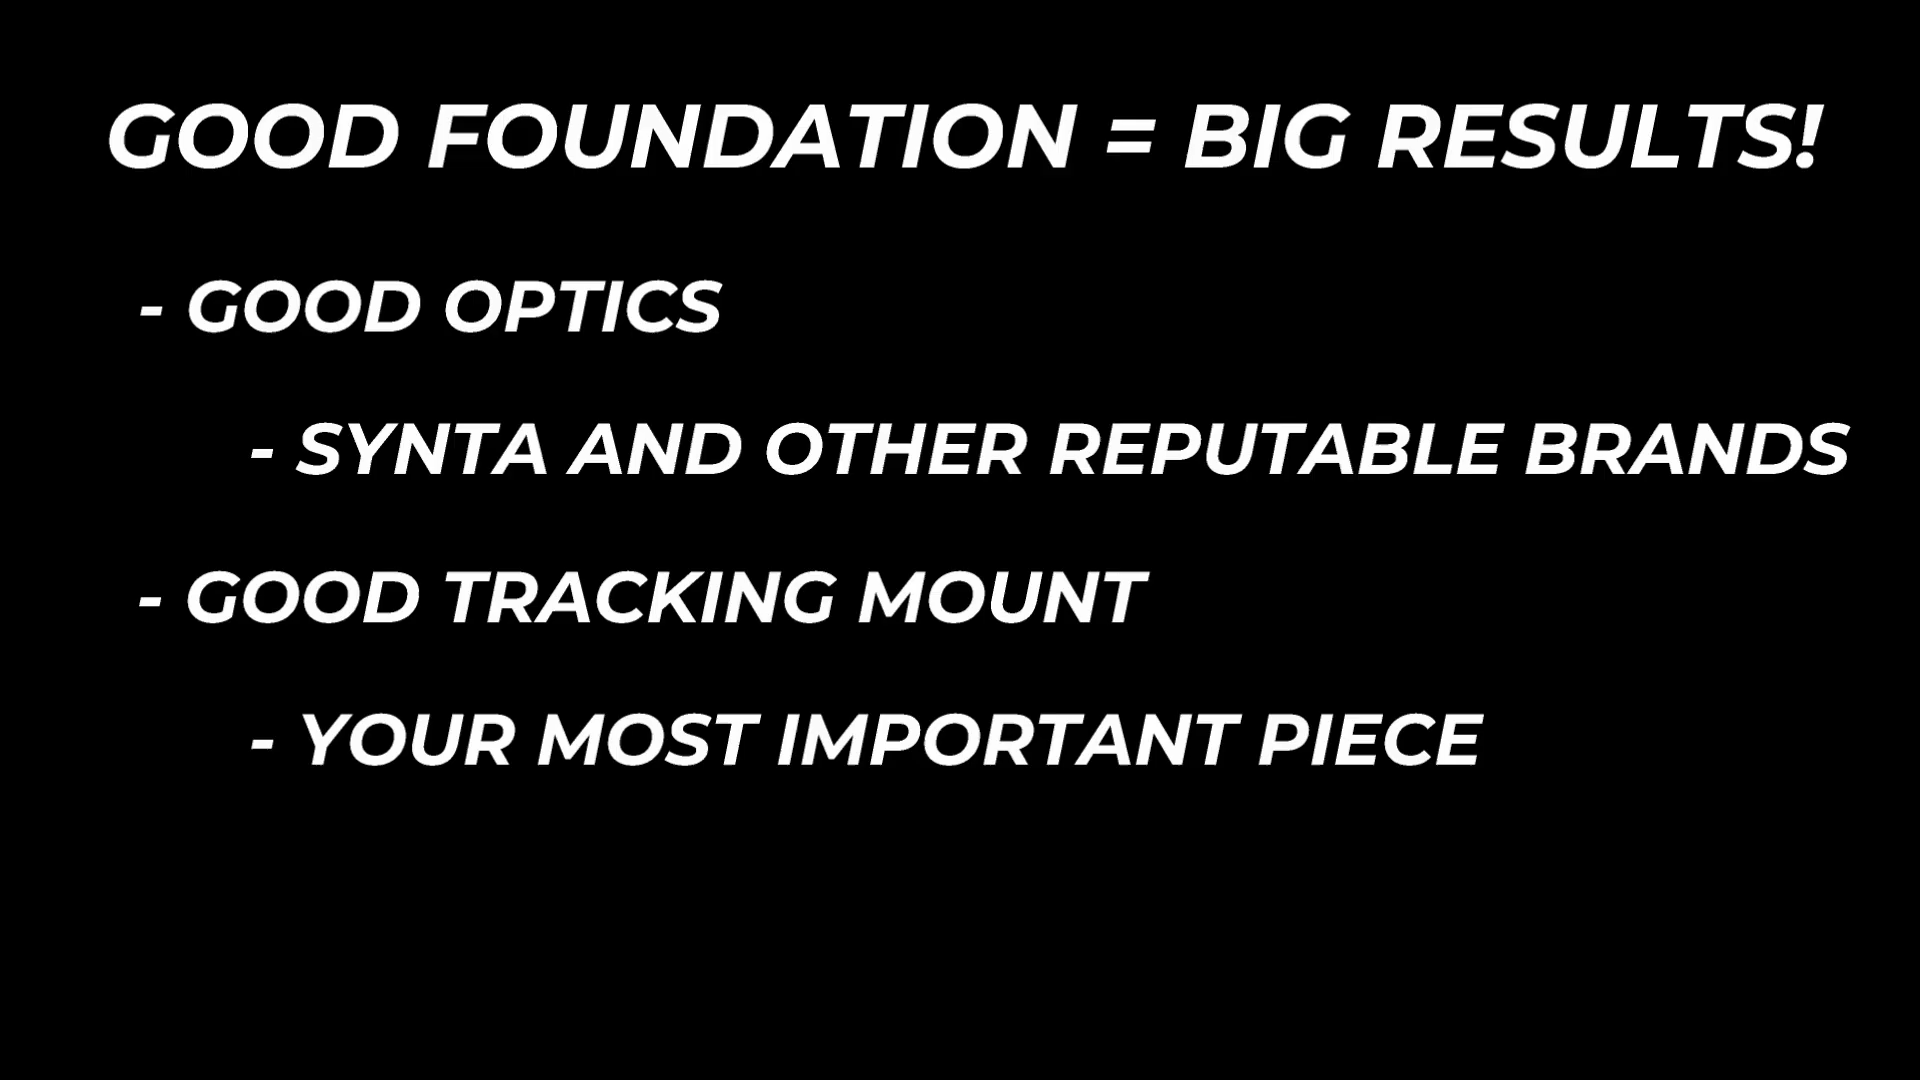 GOOD FOUNDATION = BIG RESULTS!
- GOOD OPTICS
- SYNTA AND OTHER REPUTABLE BRANDS
- GOOD TRACKING MOUNT
- YOUR MOST IMPORTANT PIECE